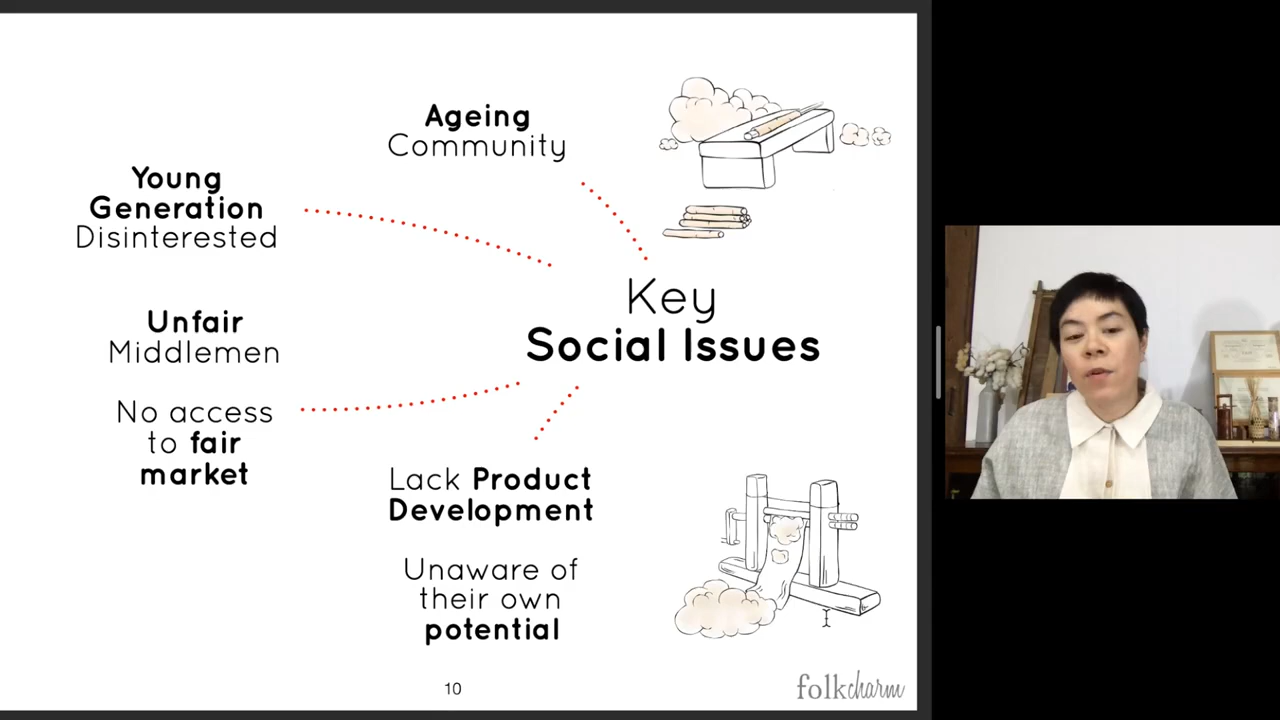 Ageing
Community
Young
Generation
Disinterested
Key
Social Issues
Unfair
Middlemen
No access
to fair
market
Lack Product
Development
Unaware of
their own
potential
10
folkcharm